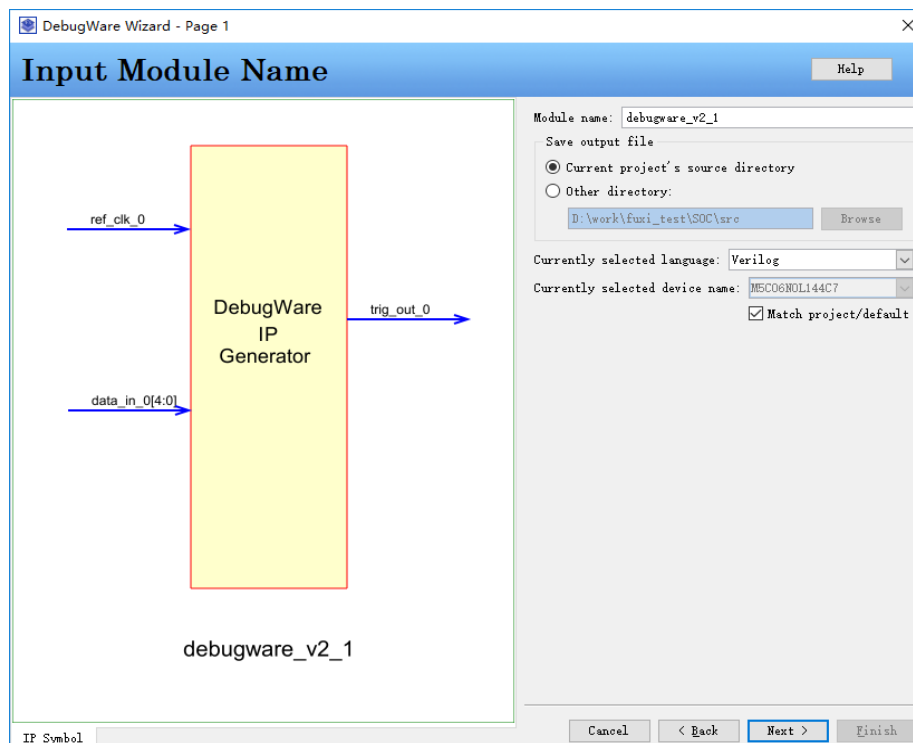 DebugWare Wizard - Page 1
Input Module Name
Help
ref_clk_0
data_in_0[4:0]
DebugWare
IP
Generator
trig_out_0
debugware_v2_1
IP Symbol
Module name: debugware_v2_1
Save output file
Current project's source directory
Other directory:
D:\work\fuxi_test\SOC\src Browse
Currently selected language: Verilog
Currently selected device name: M5C06N0L144C7
Match project/default
Cancel < Back Next > Finish